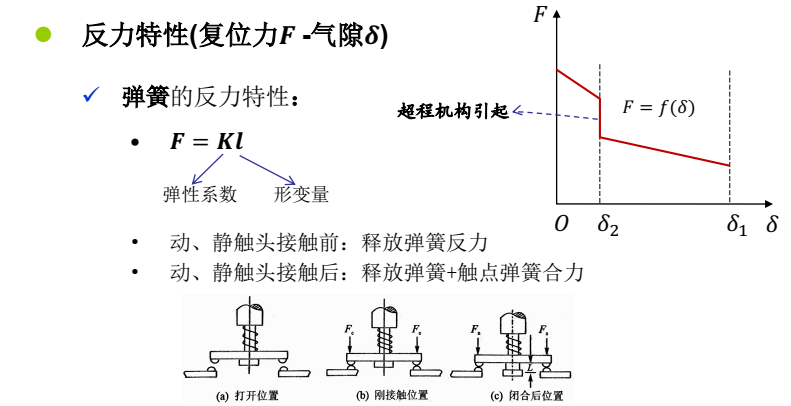 反力特性(复位力F -气隙δ)
弹簧的反力特性：
F = Kl
弹性系数 形变量
动、静触头接触前：释放弹簧反力
动、静触头接触后：释放弹簧+触点弹簧合力
F
超程机构引起
F = f(δ)
O δ₂ δ₁ δ
F_c F_c
F_z F_z
L
(a) 打开位置 (b) 刚接触位置 (c) 闭合后位置